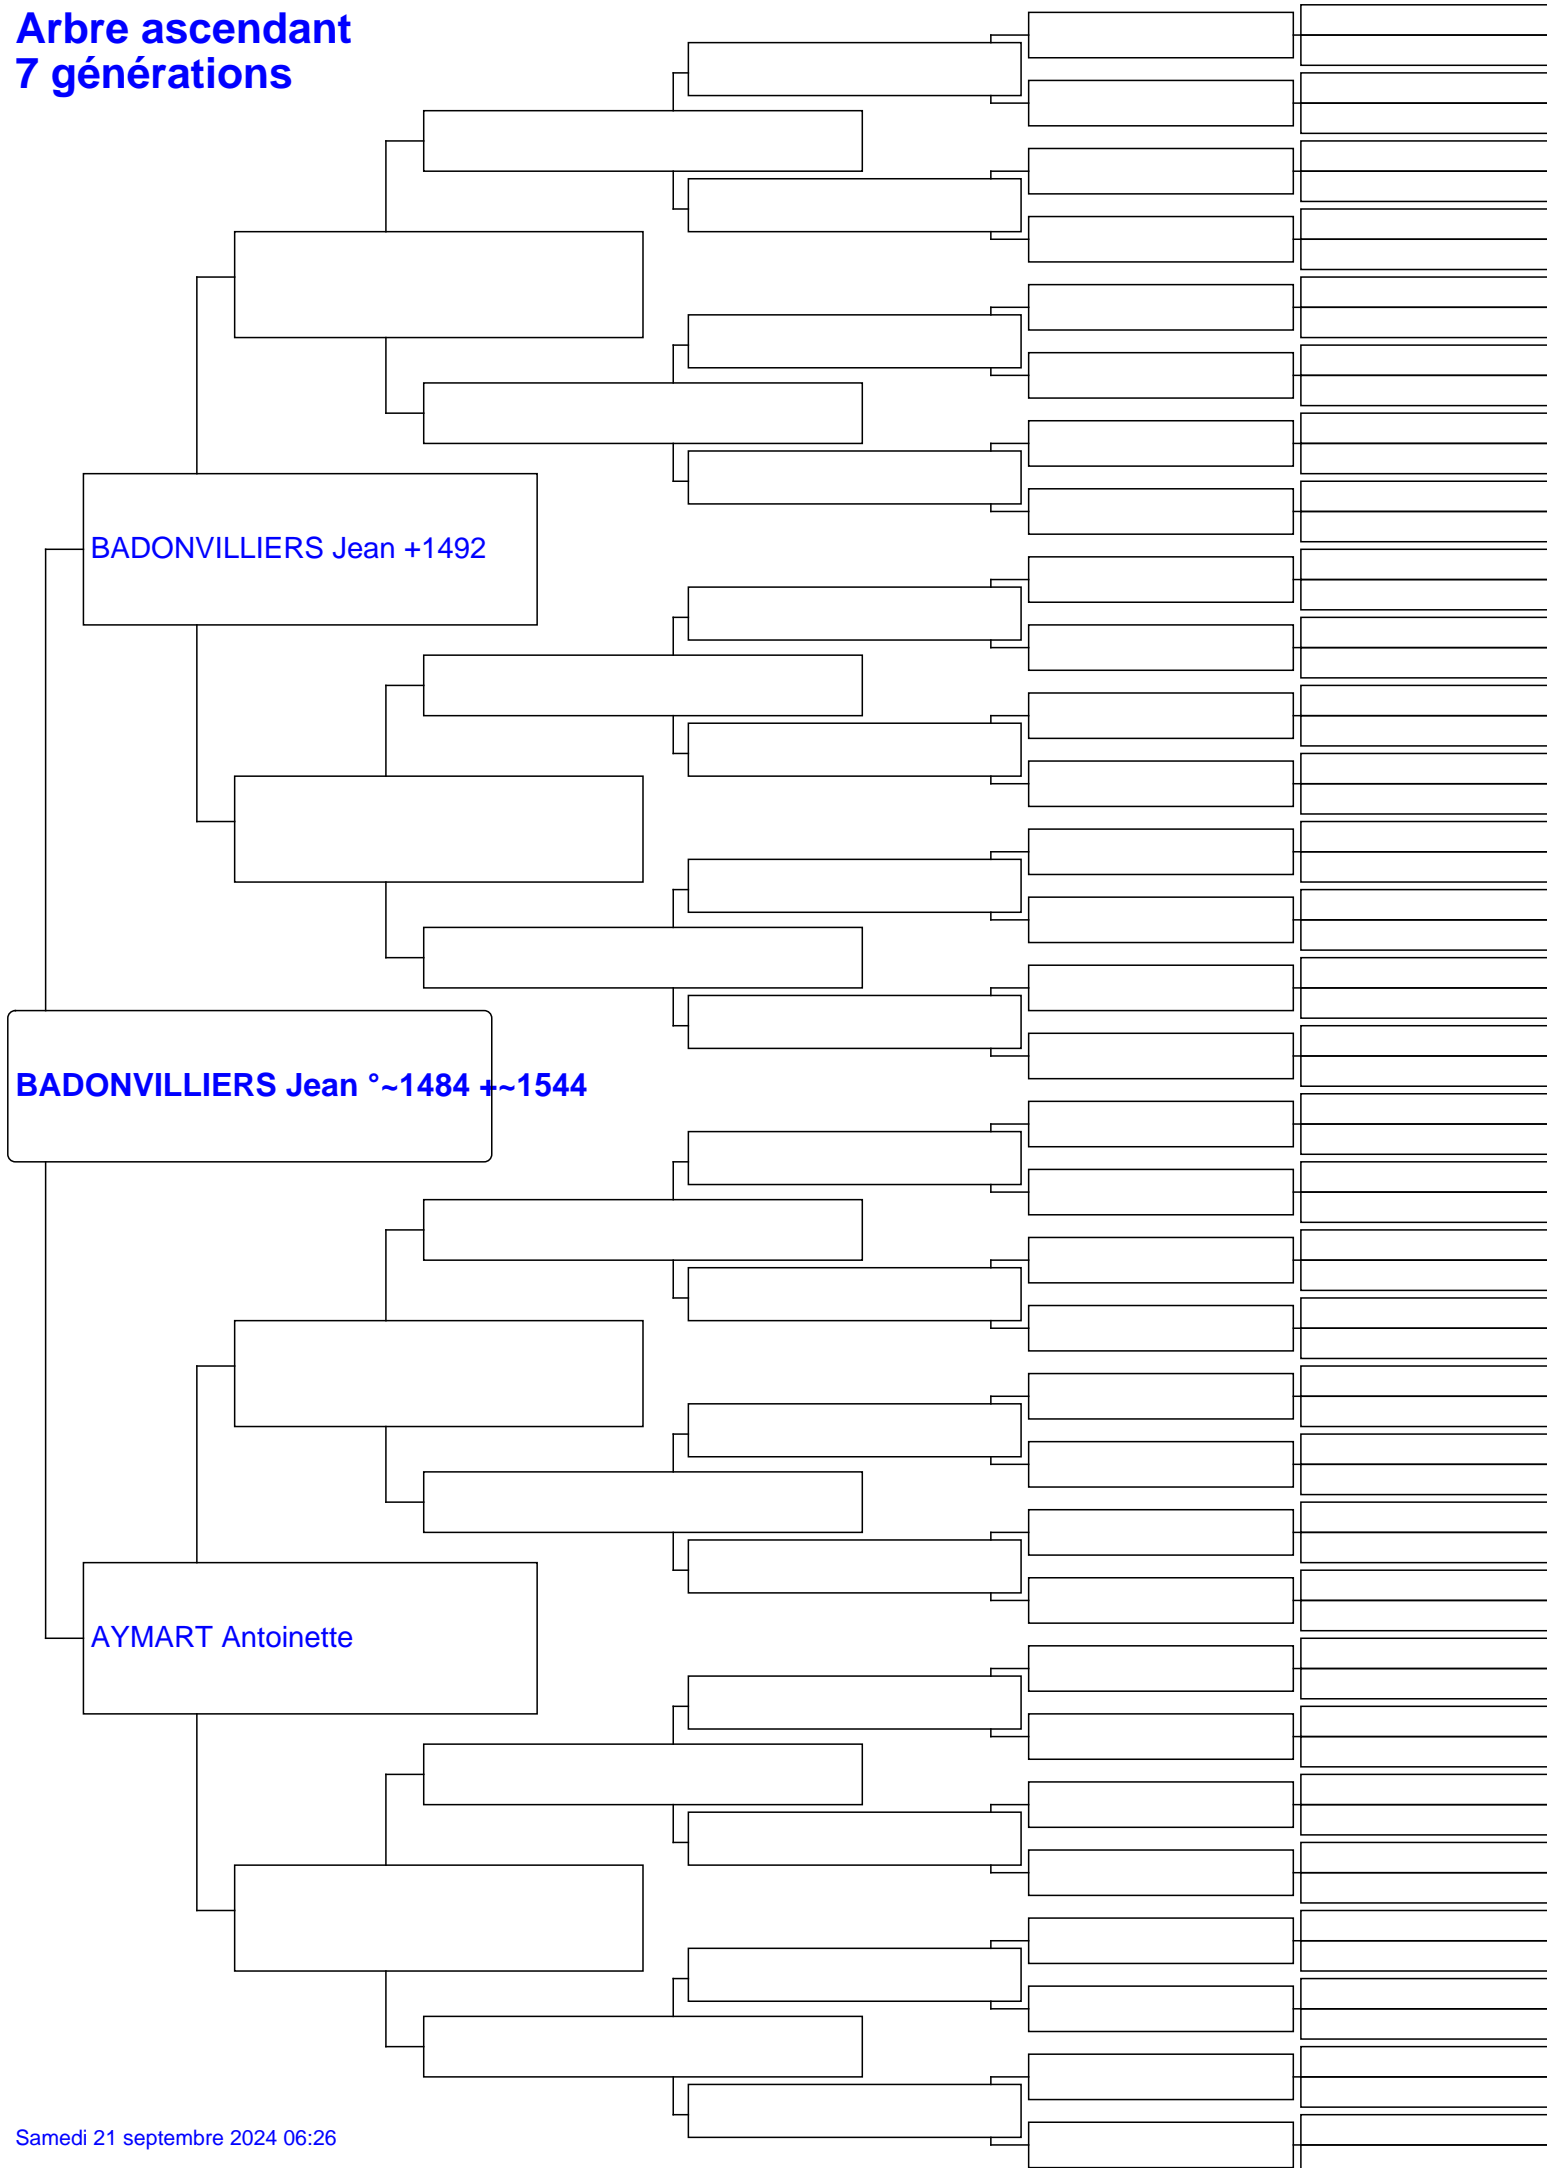 Arbre ascendant
7 générations
BADONVILLIERS Jean +1492
BADONVILLIERS Jean °~1484 +~1544
AYMART Antoinette
Samedi 21 septembre 2024 06:26